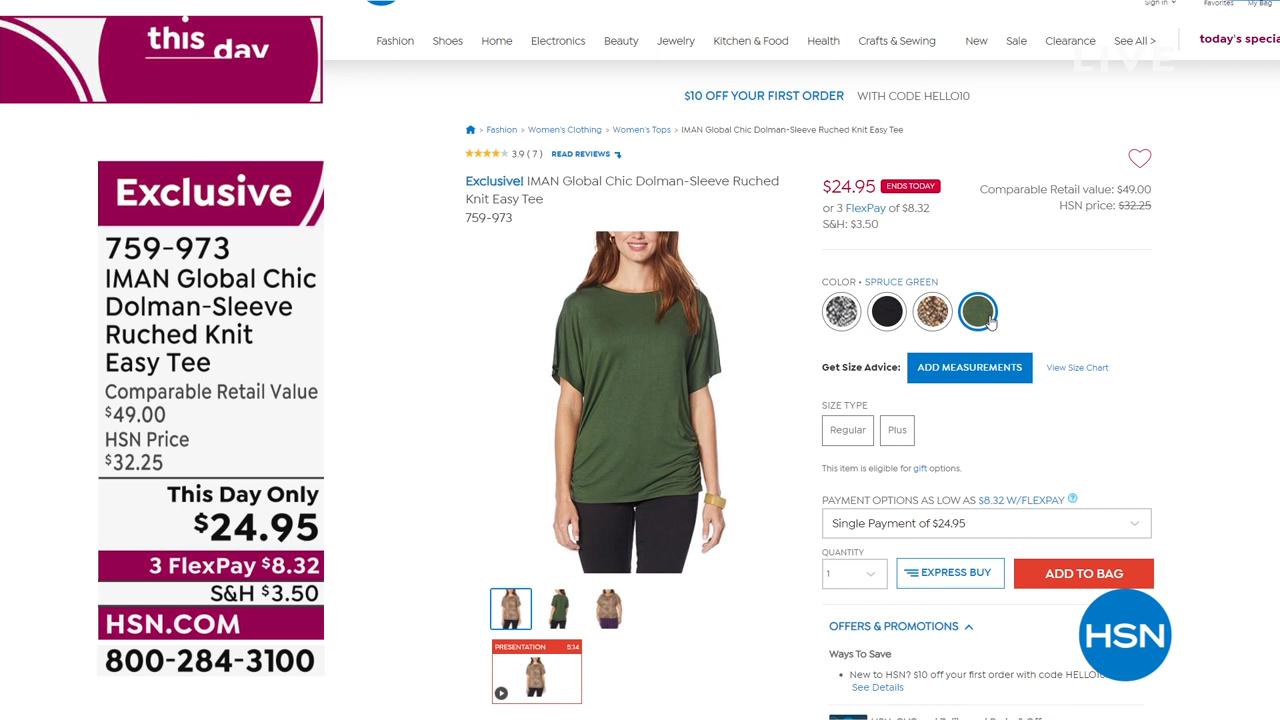 this
day
Exclusive
759-973
IMAN Global Chic
Dolman-Sleeve
Ruched Knit
Easy Tee
Comparable Retail Value
$49.00
HSN Price
$32.25
This Day Only
$24.95
3 FlexPay $8.32
S&H $3.50
HSN.COM
800-284-3100
Sign in
Favorites
My Bag
Fashion
Shoes
Home
Electronics
Beauty
Jewelry
Kitchen & Food
Health
Crafts & Sewing
New
Sale
Clearance
See All >
today's
LIVE
$10 OFF YOUR FIRST ORDER WITH CODE HELLO10
> Fashion > Women's Clothing > Women's Tops > IMAN Global Chic Dolman-Sleeve Ruched Knit Easy Tee
3.9 ( 7 ) READ REVIEWS
Exclusive! IMAN Global Chic Dolman-Sleeve Ruched
Knit Easy Tee
759-973
$24.95 ENDS TODAY
or 3 FlexPay of $8.32
S&H: $3.50
Comparable Retail value: $49.00
HSN price: $32.25
COLOR • SPRUCE GREEN
Get Size Advice: ADD MEASUREMENTS View Size Chart
SIZE TYPE
Regular
Plus
This item is eligible for gift options.
PAYMENT OPTIONS AS LOW AS $8.32 W/FLEXPAY ?
Single Payment of $24.95
QUANTITY
1
EXPRESS BUY
ADD TO BAG
PRESENTATION 5:14
OFFERS & PROMOTIONS
Ways To Save
• New to HSN? $10 off your first order with code
See Details
HSN